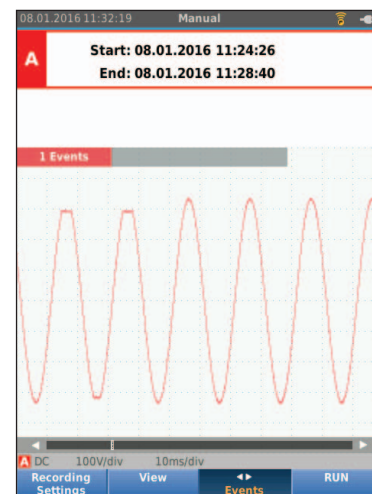 08.01.2016 11:32:19 Manual
A
Start: 08.01.2016 11:24:26
End: 08.01.2016 11:28:40
1 Events
A DC 100V/div 10ms/div
Recording Settings View Events RUN